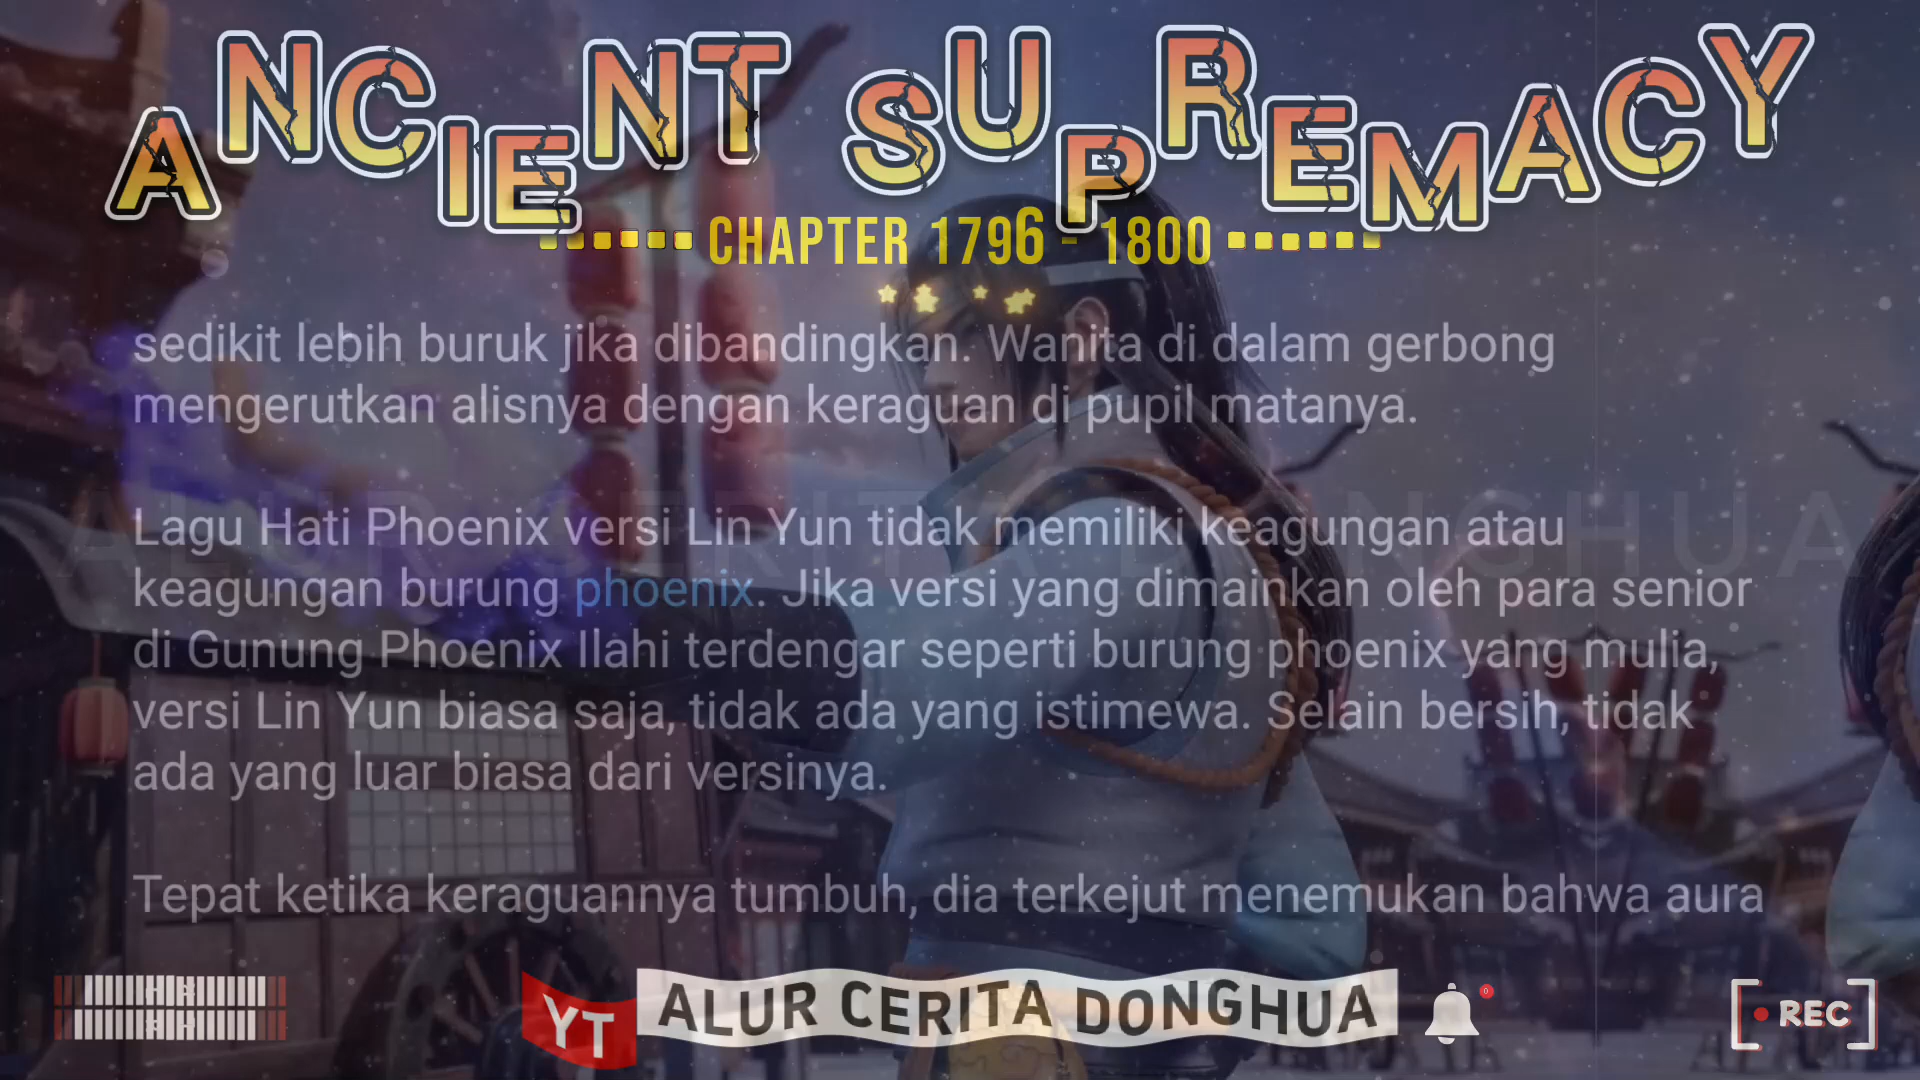 ANCIENT SUPREMACY
CHAPTER 1796 - 1800
sedikit lebih buruk jika dibandingkan. Wanita di dalam gerbong
mengerutkan alisnya dengan keraguan di pupil matanya.
ALUR CERITA DONGHUA
Lagu Hati Phoenix versi Lin Yun tidak memiliki keagungan atau
keagungan burung phoenix. Jika versi yang dimainkan oleh para senior
di Gunung Phoenix Ilahi terdengar seperti burung phoenix yang mulia,
versi Lin Yun biasa saja, tidak ada yang istimewa. Selain bersih, tidak
ada yang luar biasa dari versinya.
Tepat ketika keraguannya tumbuh, dia terkejut menemukan bahwa aura
YT ALUR CERITA DONGHUA
REC